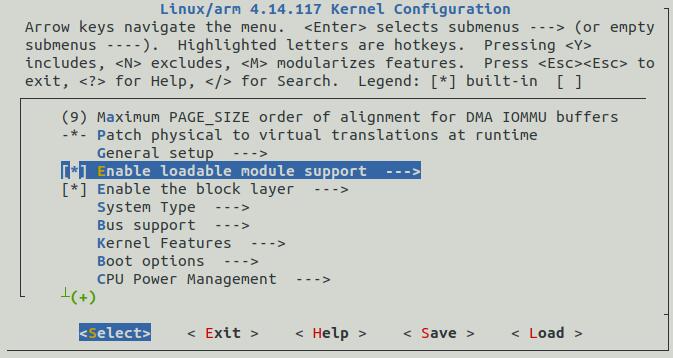 Linux/arm 4.14.117 Kernel Configuration
Arrow keys navigate the menu.  <Enter> selects submenus ---> (or empty
submenus ----).  Highlighted letters are hotkeys.  Pressing <Y>
includes, <N> excludes, <M> modularizes features.  Press <Esc><Esc> to
exit, <?> for Help, </> for Search.  Legend: [*] built-in  [ ]
(9) Maximum PAGE_SIZE order of alignment for DMA IOMMU buffers
-*- Patch physical to virtual translations at runtime
General setup  --->
[*] Enable loadable module support  --->
[*] Enable the block layer  --->
System Type  --->
Bus support  --->
Kernel Features  --->
Boot options  --->
CPU Power Management  --->
┴(+)
<Select>    < Exit >    < Help >    < Save >    < Load >